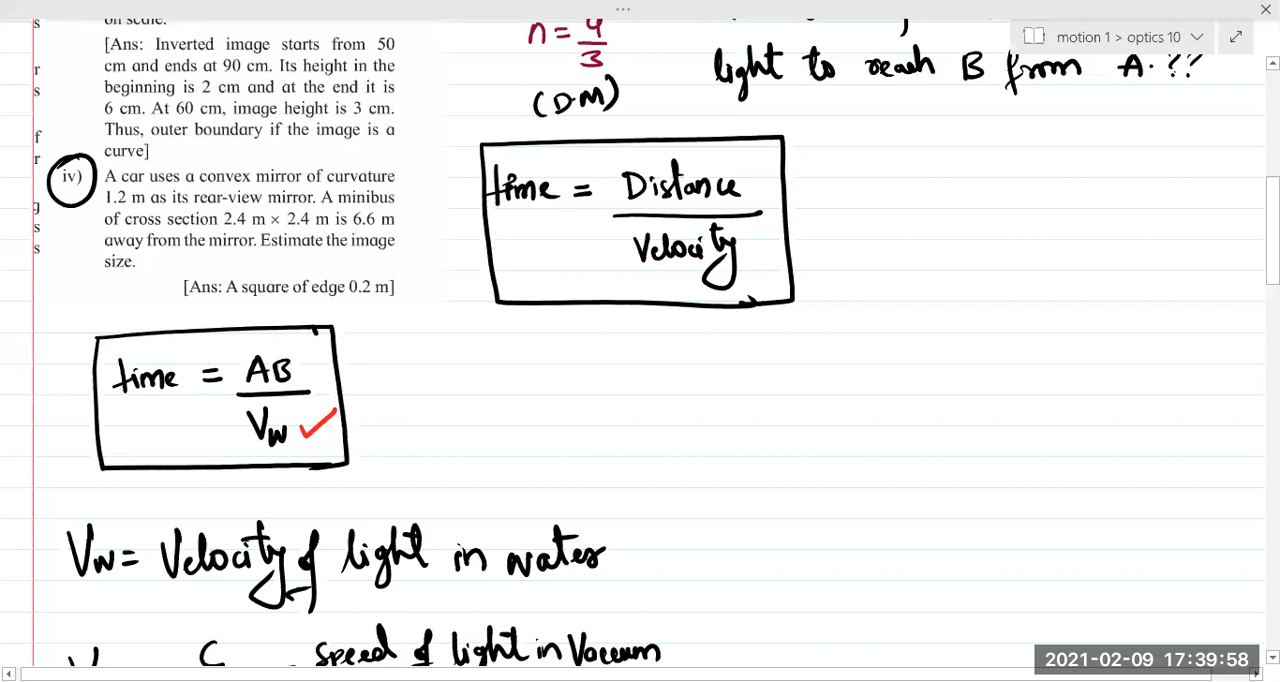 on scale.
[Ans: Inverted image starts from 50
cm and ends at 90 cm. Its height in the
beginning is 2 cm and at the end it is
6 cm. At 60 cm, image height is 3 cm.
Thus, outer boundary if the image is a
curve]
iv) A car uses a convex mirror of curvature
1.2 m as its rear-view mirror. A minibus
of cross section 2.4 m × 2.4 m is 6.6 m
away from the mirror. Estimate the image
size.
[Ans: A square of edge 0.2 m]
s
r
s
f
r
g
s
s
n = 4
3
(D.M)
motion 1 > optics 10
light to reach B from A. ??
time = Distance
Velocity
time = AB
Vw
Vw = Velocity of light in water
C speed of light in Vaccum
2021-02-09 17:39:58